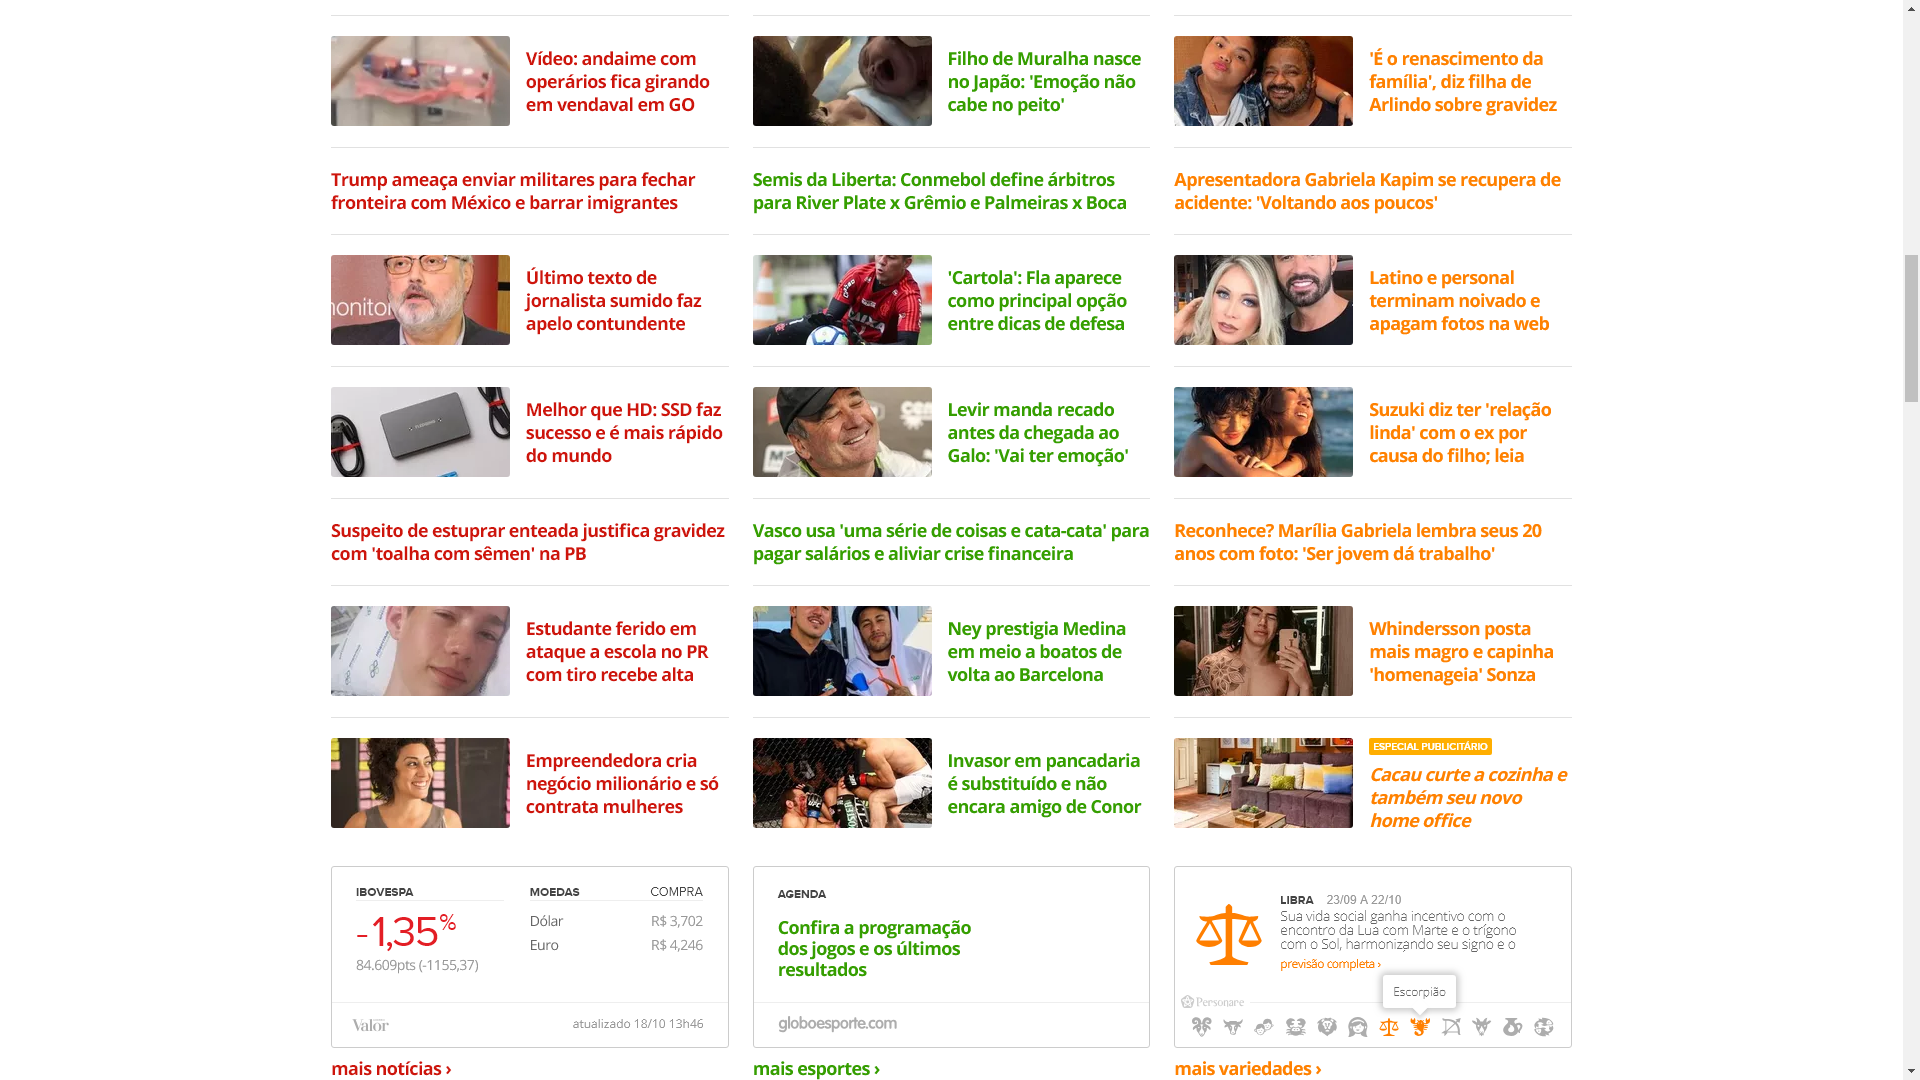 Vídeo: andaime com
operários fica girando
em vendaval em GO
Filho de Muralha nasce
no Japão: 'Emoção não
cabe no peito'
'É o renascimento da
família', diz filha de
Arlindo sobre gravidez
Trump ameaça enviar militares para fechar
fronteira com México e barrar imigrantes
Semis da Liberta: Conmebol define árbitros
para River Plate x Grêmio e Palmeiras x Boca
Apresentadora Gabriela Kapim se recupera de
acidente: 'Voltando aos poucos'
Último texto de
jornalista sumido faz
apelo contundente
'Cartola': Fla aparece
como principal opção
entre dicas de defesa
Latino e personal
terminam noivado e
apagam fotos na web
Melhor que HD: SSD faz
sucesso e é mais rápido
do mundo
Levir manda recado
antes da chegada ao
Galo: 'Vai ter emoção'
Suzuki diz ter 'relação
linda' com o ex por
causa do filho; leia
Suspeito de estuprar enteada justifica gravidez
com 'toalha com sêmen' na PB
Vasco usa 'uma série de coisas e cata-cata' para
pagar salários e aliviar crise financeira
Reconhece? Marília Gabriela lembra seus 20
anos com foto: 'Ser jovem dá trabalho'
Estudante ferido em
ataque a escola no PR
com tiro recebe alta
Ney prestigia Medina
em meio a boatos de
volta ao Barcelona
Whindersson posta
mais magro e capinha
'homenageia' Sonza
Empreendedora cria
negócio milionário e só
contrata mulheres
Invasor em pancadaria
é substituído e não
encara amigo de Conor
ESPECIAL PUBLICITÁRIO
Cacau curte a cozinha e
também seu novo
home office
IBOVESPA
-1,35%
84.609pts (-1155,37)
MOEDAS COMPRA
Dólar R$ 3,702
Euro R$ 4,246
Valor
atualizado 18/10 13h46
AGENDA
Confira a programação
dos jogos e os últimos
resultados
globoesporte.com
LIBRA 23/09 A 22/10
Sua vida social ganha incentivo com o
encontro da Lua com Marte e o trígono
com o Sol, harmonizando seu signo e o
previsão completa ›
Escorpião
Personare
mais notícias ›
mais esportes ›
mais variedades ›